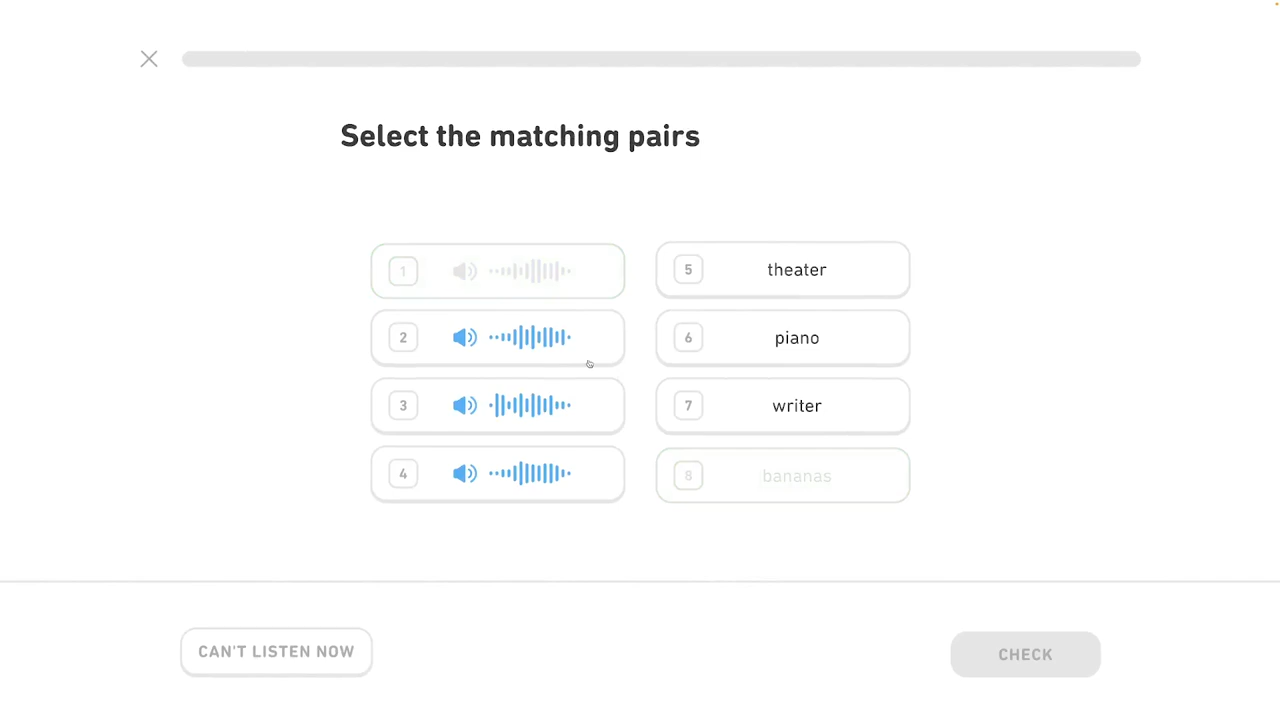 Select the matching pairs
1
5 theater
2
6 piano
3
7 writer
4
8 bananas
CAN'T LISTEN NOW
CHECK